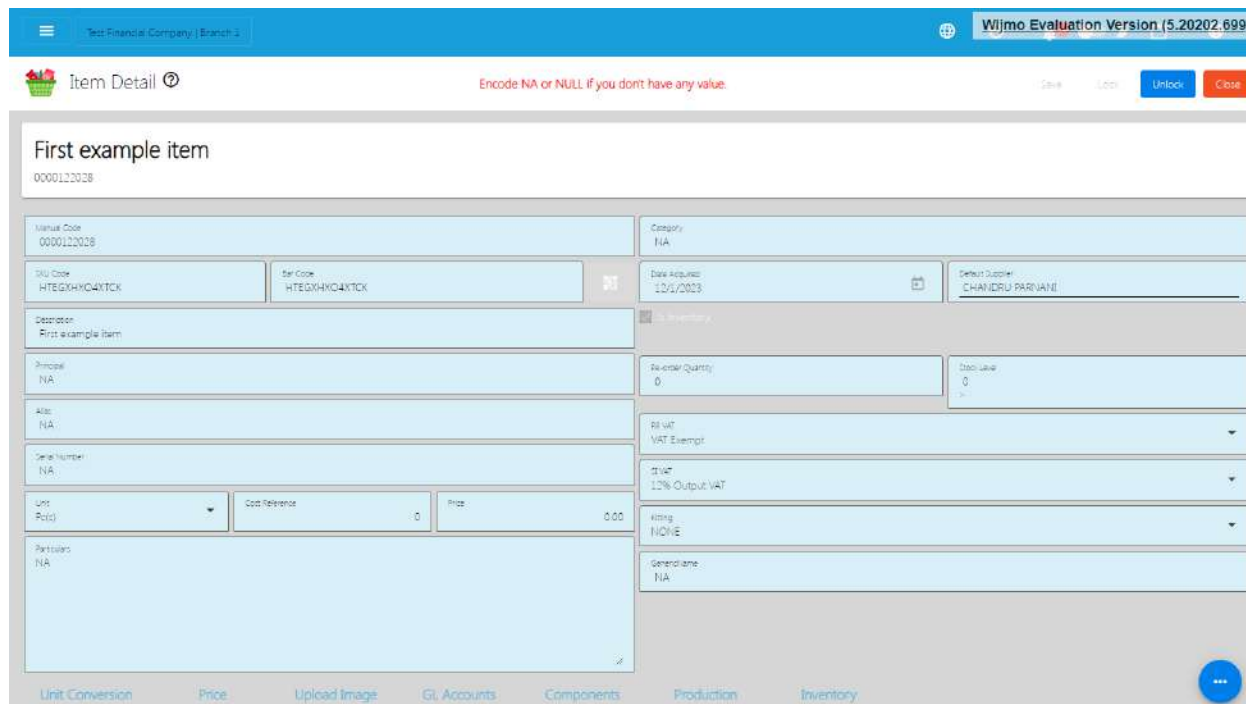 Test Financial Company | Branch 1
Wijmo Evaluation Version (5.20202.699
Item Detail
Encode NA or NULL if you don't have any value.
Save Lock Unlock Close
First example item
0000122028
Manual Code
0000122028
Category
NA
SKU Code
HTEGXHXO4XTCK
Bar Code
HTEGXHXO4XTCK
Date Acquired
12/1/2023
Default Supplier
CHANDRU PARNANI
Description
First example item
Is Inventory
Principal
NA
Re-order Quantity
0
Stock Level
0
Alias
NA
RR VAT
VAT Exempt
Serial Number
NA
SI VAT
12% Output VAT
Unit
Pc(s)
Cost Reference
0
Price
0.00
Kitting
NONE
Particulars
NA
NA
Unit Conversion Price Upload Image GL Accounts Components Production Inventory